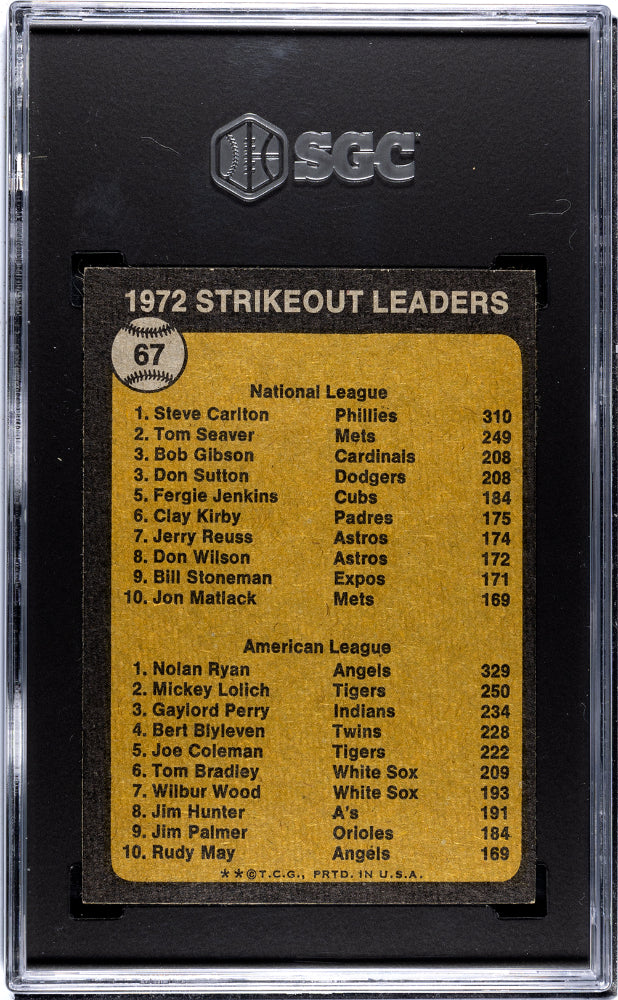 SGC
1972 STRIKEOUT LEADERS
67
National League
1. Steve Carlton Phillies 310
2. Tom Seaver Mets 249
3. Bob Gibson Cardinals 208
3. Don Sutton Dodgers 208
5. Fergie Jenkins Cubs 184
6. Clay Kirby Padres 175
7. Jerry Reuss Astros 174
8. Don Wilson Astros 172
9. Bill Stoneman Expos 171
10. Jon Matlack Mets 169
American League
1. Nolan Ryan Angels 329
2. Mickey Lolich Tigers 250
3. Gaylord Perry Indians 234
4. Bert Blyleven Twins 228
5. Joe Coleman Tigers 222
6. Tom Bradley White Sox 209
7. Wilbur Wood White Sox 193
8. Jim Hunter A's 191
9. Jim Palmer Orioles 184
10. Rudy May Angels 169
**©T.C.G., PRTD. IN U.S.A.